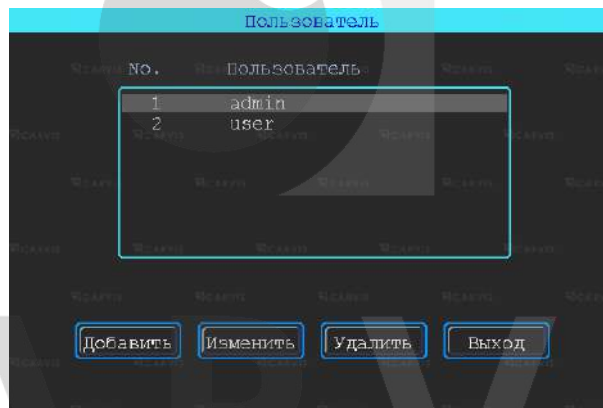 Пользователь
No. Пользователь
1 admin
2 user
Добавить Изменить Удалить Выход